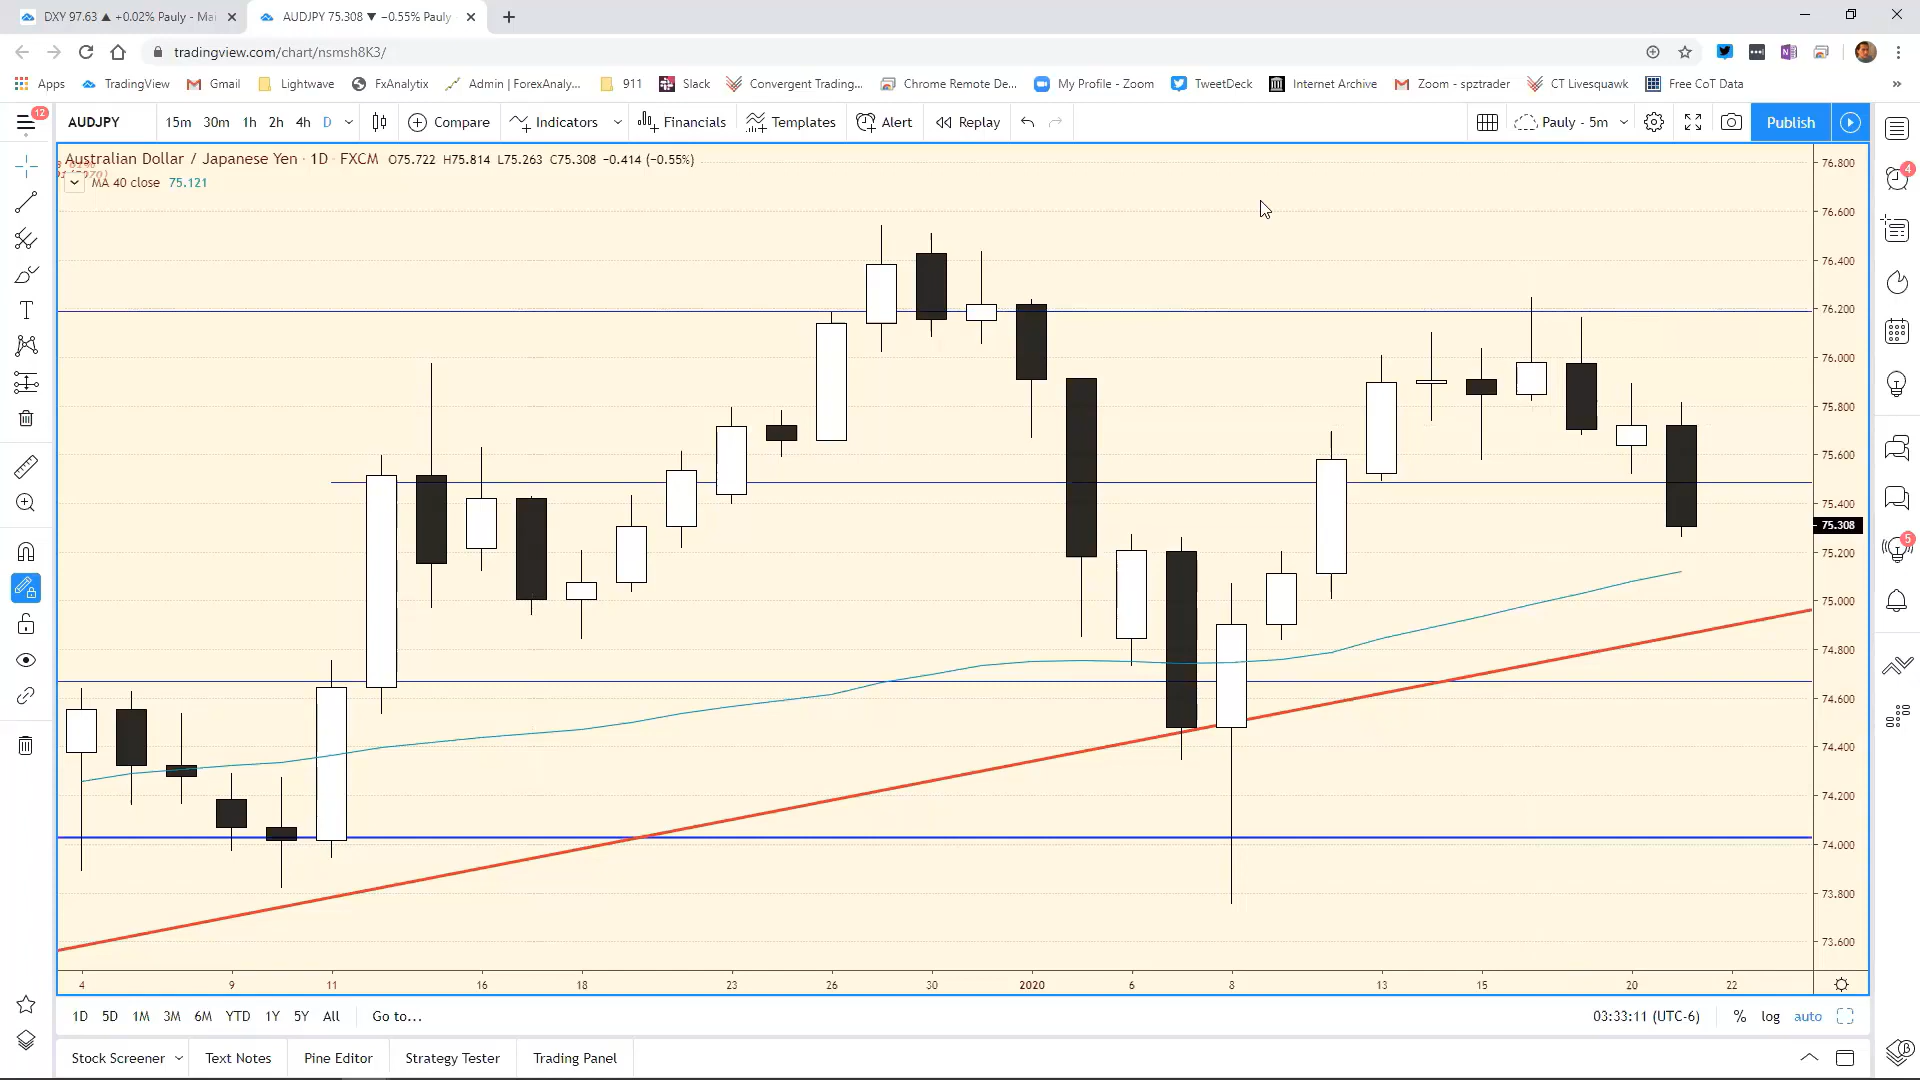 DXY 97.63 ▲ +0.02% Pauly - Mai
AUDJPY 75.308 ▼ −0.55% Pauly
tradingview.com/chart/nsmsh8K3/
Apps TradingView Gmail Lightwave FxAnalytix Admin | ForexAnaly... 911 Slack Convergent Trading... Chrome Remote De... My Profile - Zoom TweetDeck Internet Archive Zoom - spztrader CT Livesquawk Free CoT Data »
12
AUDJPY 15m 30m 1h 2h 4h D Compare Indicators Financials Templates Alert Replay Pauly - 5m Publish
Australian Dollar / Japanese Yen · 1D · FXCM O75.722 H75.814 L75.263 C75.308 −0.414 (−0.55%)
MA 40 close 75.121
76.800
76.600
76.400
76.200
76.000
75.800
75.600
75.400
75.308
75.200
75.000
74.800
74.600
74.400
74.200
74.000
73.800
73.600
4
5
4 9 11 16 18 23 26 30 2020 6 8 13 15 20 22
1D 5D 1M 3M 6M YTD 1Y 5Y All Go to... 03:33:11 (UTC-6) % log auto
Stock Screener Text Notes Pine Editor Strategy Tester Trading Panel